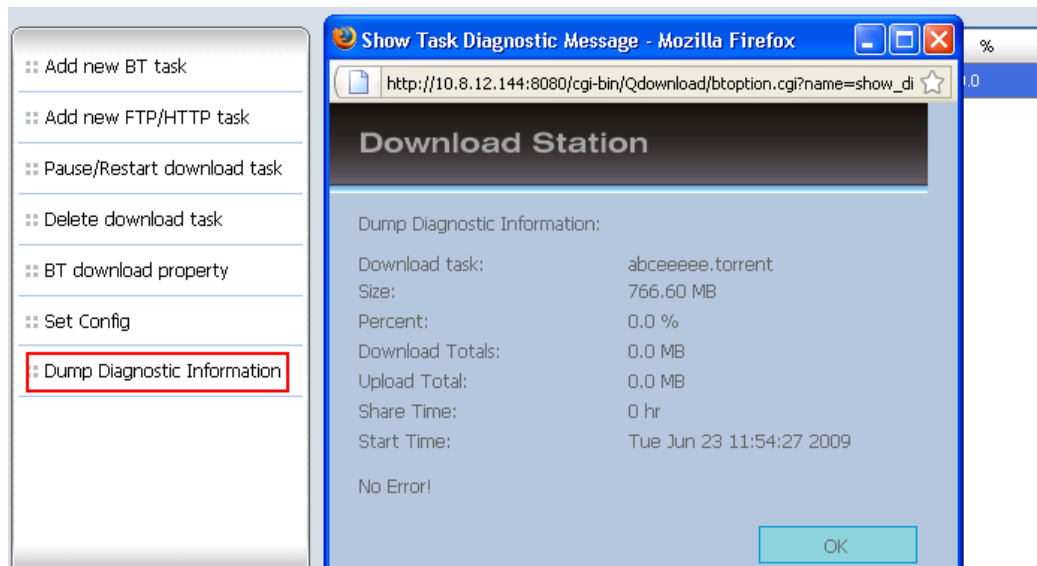 Add new BT task
Add new FTP/HTTP task
Pause/Restart download task
Delete download task
BT download property
Set Config
Dump Diagnostic Information
Show Task Diagnostic Message - Mozilla Firefox
http://10.8.12.144:8080/cgi-bin/Qdownload/btoption.cgi?name=show_di
Download Station
Dump Diagnostic Information:
Download task: abceeeee.torrent
Size: 766.60 MB
Percent: 0.0 %
Download Totals: 0.0 MB
Upload Total: 0.0 MB
Share Time: 0 hr
Start Time: Tue Jun 23 11:54:27 2009
No Error!
OK
%
.0